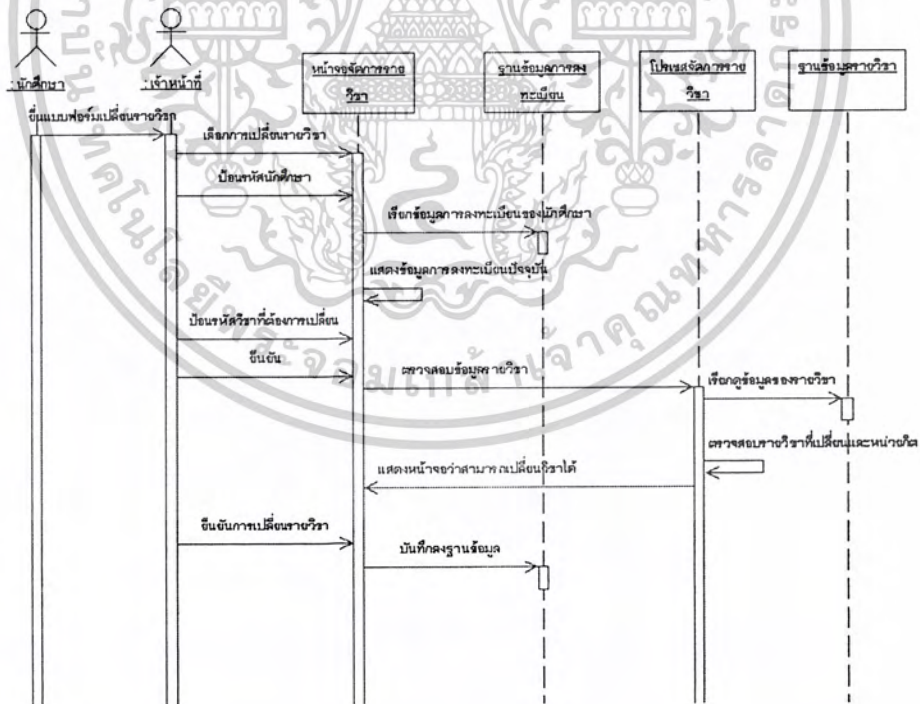 :นักศึกษา
:เจ้าหน้าที่
หน้าจอจัดการราย
วิชา
ฐานข้อมูลการลง
ทะเบียน
โปรเซสจัดการราย
วิชา
ฐานข้อมูลรายวิชา
ยื่นแบบฟอร์มเปลี่ยนรายวิชา
เลือกการเปลี่ยนรายวิชา
ป้อนรหัสนักศึกษา
เรียกข้อมูลการลงทะเบียนของนักศึกษา
แสดงข้อมูลการลงทะเบียนปัจจุบัน
ป้อนรหัสวิชาที่ต้องการเปลี่ยน
ยืนยัน
ตรวจสอบข้อมูลรายวิชา
เรียกดูข้อมูลของรายวิชา
ตรวจสอบรายวิชาที่เปลี่ยนและหน่วยกิต
แสดงหน้าจอว่าสามารถเปลี่ยนวิชาได้
ยืนยันการเปลี่ยนรายวิชา
บันทึกลงฐานข้อมูล